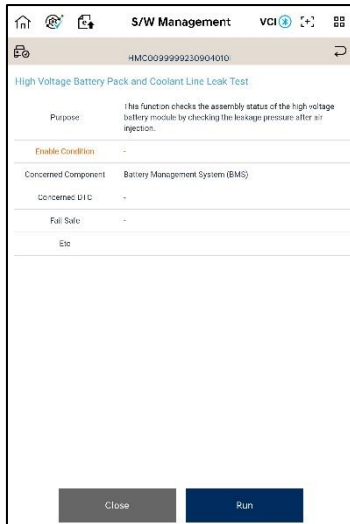 S/W Management
VCI
HMC0099999230904010
High Voltage Battery Pack and Coolant Line Leak Test
Purpose
This function checks the assembly status of the high voltage
battery module by checking the leakage pressure after air
injection.
Enable Condition -
Concerned Component Battery Management System (BMS)
Concerned DTC -
Fail Safe -
Etc
Close Run